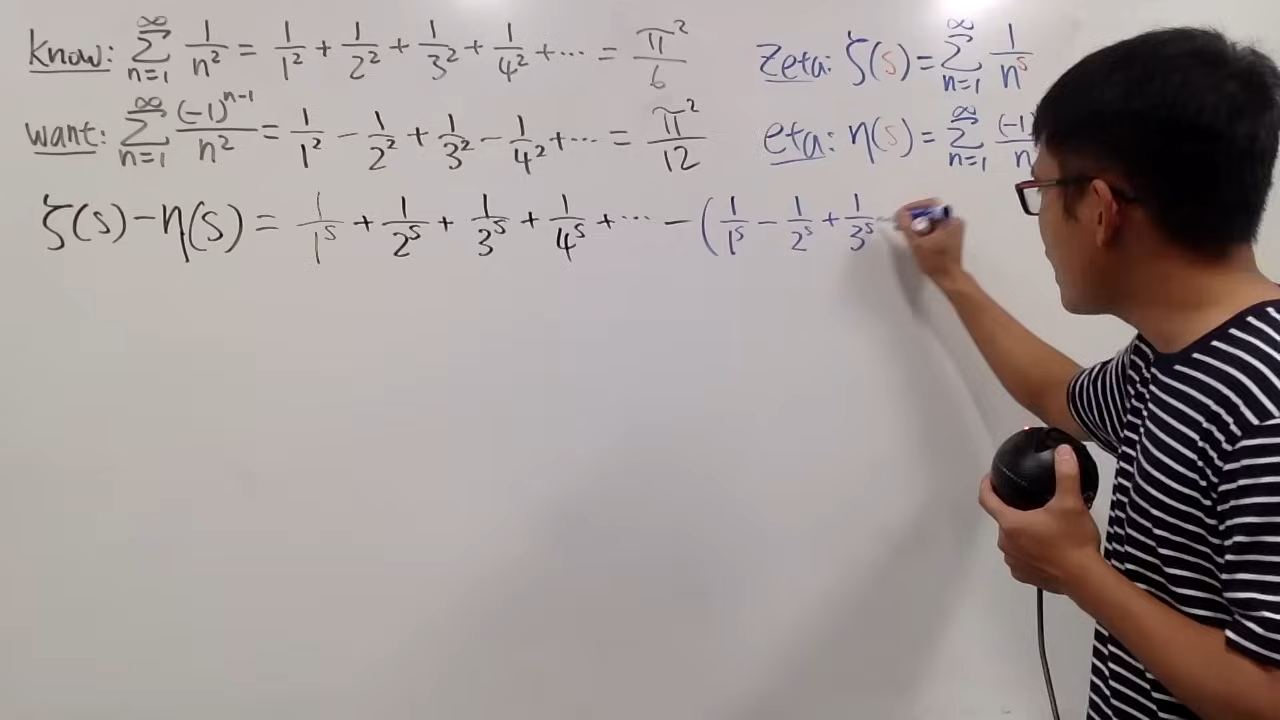 Know: ∑_{n=1}^{∞} 1/n² = 1/1² + 1/2² + 1/3² + 1/4² + ⋯ = π²/6
want: ∑_{n=1}^{∞} (-1)^{n-1}/n² = 1/1² - 1/2² + 1/3² - 1/4² + ⋯ = π²/12
Zeta: ζ(s) = ∑_{n=1}^{∞} 1/n^s
eta: η(s) = ∑_{n=1}^{∞} (-1)/n
ζ(s) - η(s) = 1/1^s + 1/2^s + 1/3^s + 1/4^s + ⋯ - (1/1^s - 1/2^s + 1/3^s -